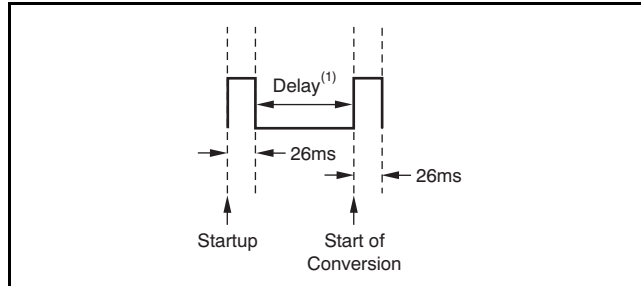 Delay(1)
26ms
26ms
Startup
Start of
Conversion